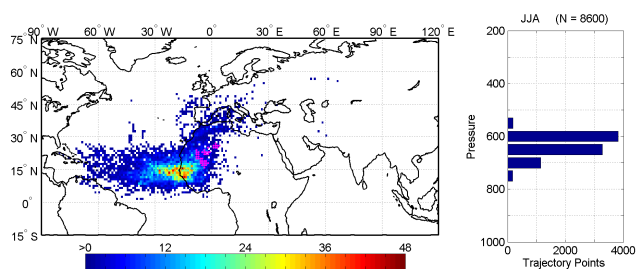 90° W 60° W 30° W 0° 30° E 60° E 90° E 120° E
75° N
60° N
45° N
30° N
15° N
0°
15° S
>0 12 24 36 48
JJA (N = 8600)
200
400
600
800
1000
Pressure
0 2000 4000
Trajectory Points